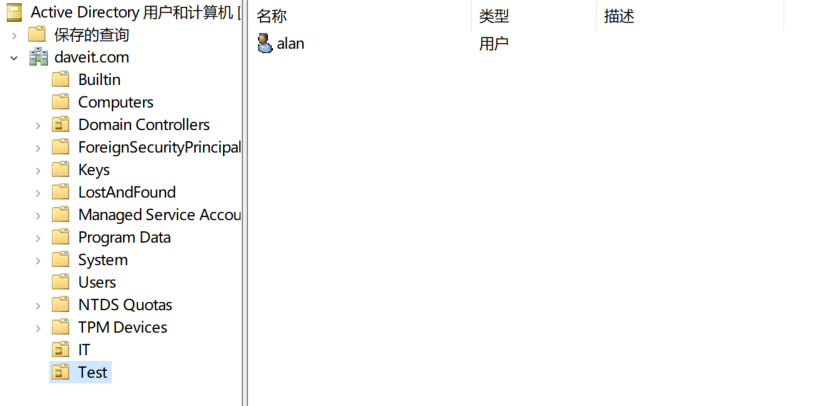 Active Directory 用户和计算机 [
保存的查询
daveit.com
Builtin
Computers
Domain Controllers
ForeignSecurityPrincipal
Keys
LostAndFound
Managed Service Accou
Program Data
System
Users
NTDS Quotas
TPM Devices
IT
Test
名称 类型 描述
alan 用户